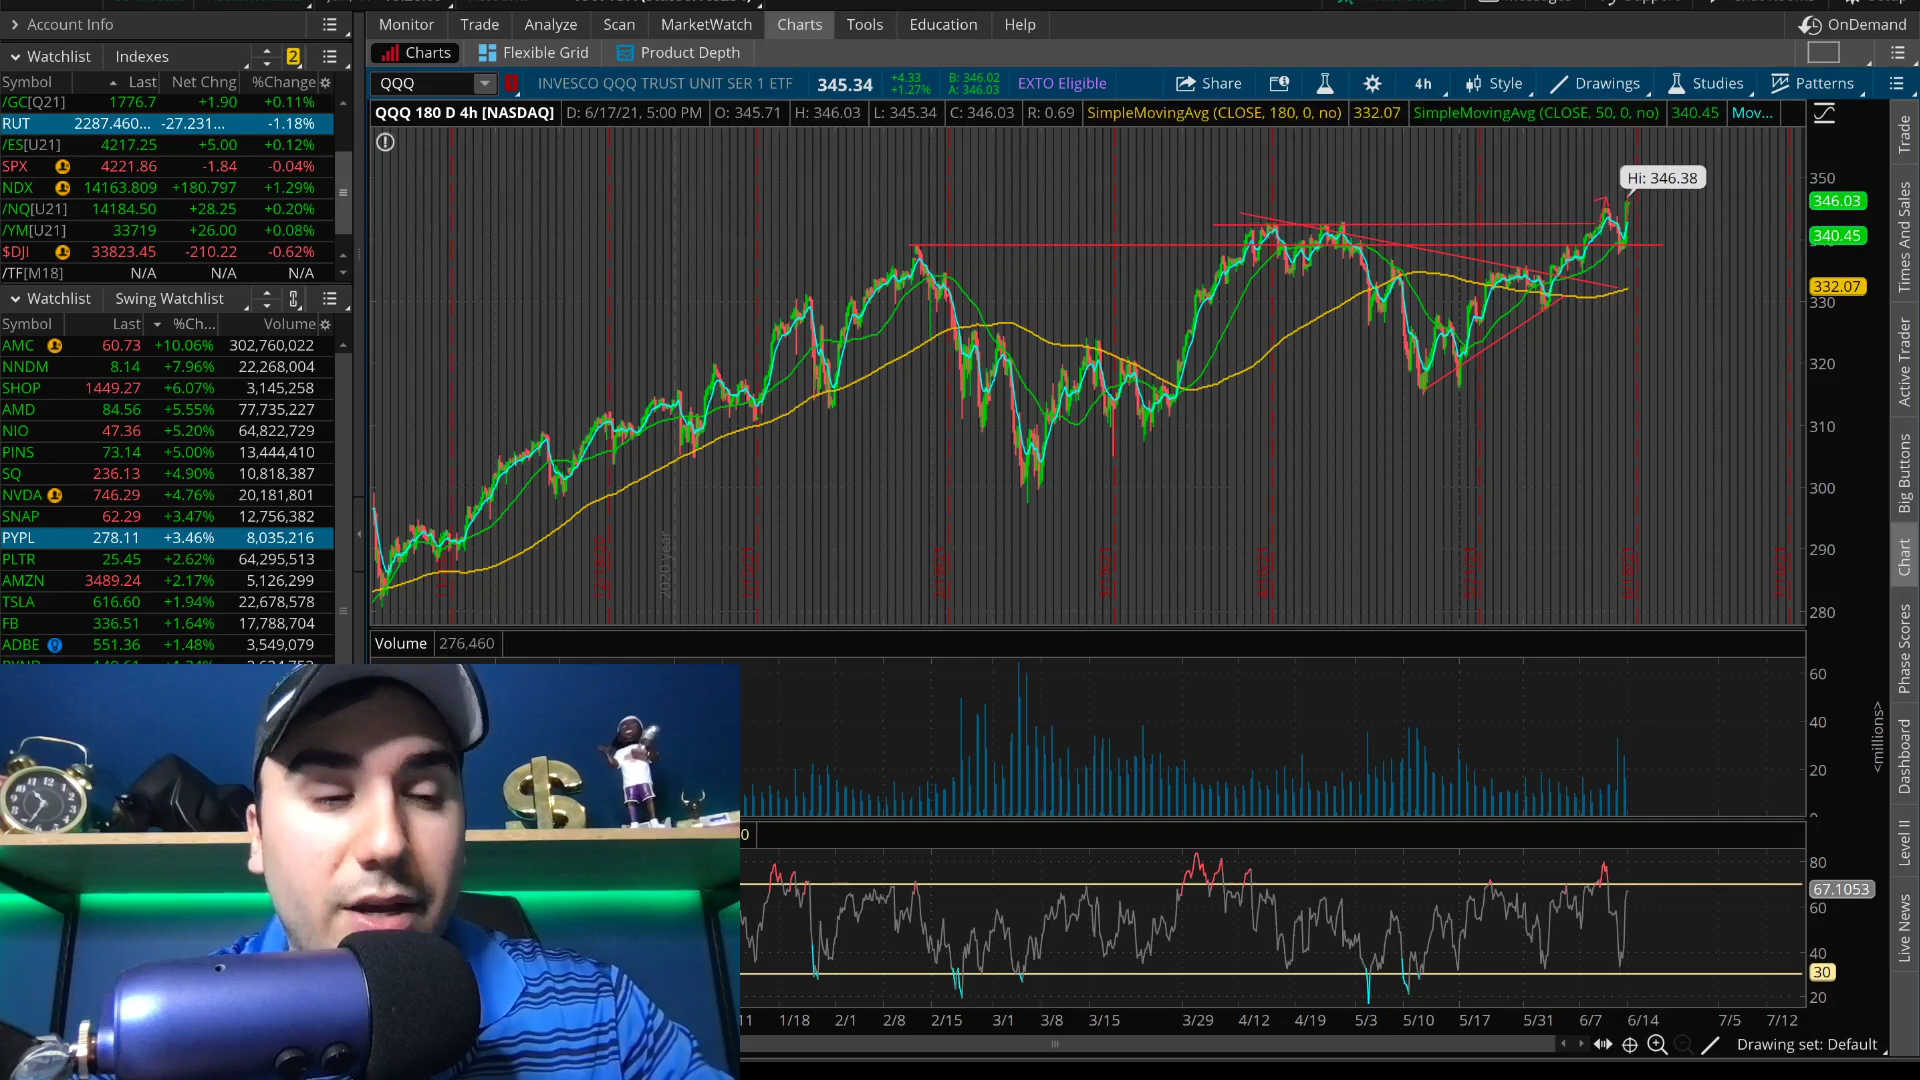 Account Info
Monitor Trade Analyze Scan MarketWatch Charts Tools Education Help
OnDemand
Watchlist Indexes 2
Charts Flexible Grid Product Depth
Symbol Last Net Chng %Change
/GC[Q21] 1776.7 +1.90 +0.11%
RUT 2287.460... -27.231... -1.18%
/ES[U21] 4217.25 +5.00 +0.12%
SPX 4221.86 -1.84 -0.04%
NDX 14163.809 +180.797 +1.29%
/NQ[U21] 14184.50 +28.25 +0.20%
/YM[U21] 33719 +26.00 +0.08%
$DJI 33823.45 -210.22 -0.62%
/TF[M18] N/A N/A N/A
Watchlist Swing Watchlist
Symbol Last %Ch... Volume
AMC 60.73 +10.06% 302,760,022
NNDM 8.14 +7.96% 22,268,004
SHOP 1449.27 +6.07% 3,145,258
AMD 84.56 +5.55% 77,735,227
NIO 47.36 +5.20% 64,822,729
PINS 73.14 +5.00% 13,444,410
SQ 236.13 +4.90% 10,818,387
NVDA 746.29 +4.76% 20,181,801
SNAP 62.29 +3.47% 12,756,382
PYPL 278.11 +3.46% 8,035,216
PLTR 25.45 +2.62% 64,295,513
AMZN 3489.24 +2.17% 5,126,299
TSLA 616.60 +1.94% 22,678,578
FB 336.51 +1.64% 17,788,704
ADBE 551.36 +1.48% 3,549,079
QQQ INVESCO QQQ TRUST UNIT SER 1 ETF 345.34 +4.33 B: 346.02 EXTO Eligible Share 4h Style Drawings Studies Patterns
+1.27% A: 346.03
QQQ 180 D 4h [NASDAQ] D: 6/17/21, 5:00 PM O: 345.71 H: 346.03 L: 345.34 C: 346.03 R: 0.69 SimpleMovingAvg (CLOSE, 180, 0, no) 332.07 SimpleMovingAvg (CLOSE, 50, 0, no) 340.45 Mov...
Hi: 346.38
350
346.03
340.45
332.07
330
320
310
300
290
280
2020 year
Volume 276,460
60
40
20
<millions>
80
67.1053
60
40
30
20
1/18 2/1 2/8 2/15 3/1 3/8 3/15 3/29 4/12 4/19 5/3 5/10 5/17 5/31 6/7 6/14 7/5 7/12
Drawing set: Default
Trade
Times And Sales
Active Trader
Big Buttons
Chart
Phase Scores
Dashboard
Level II
Live News
$